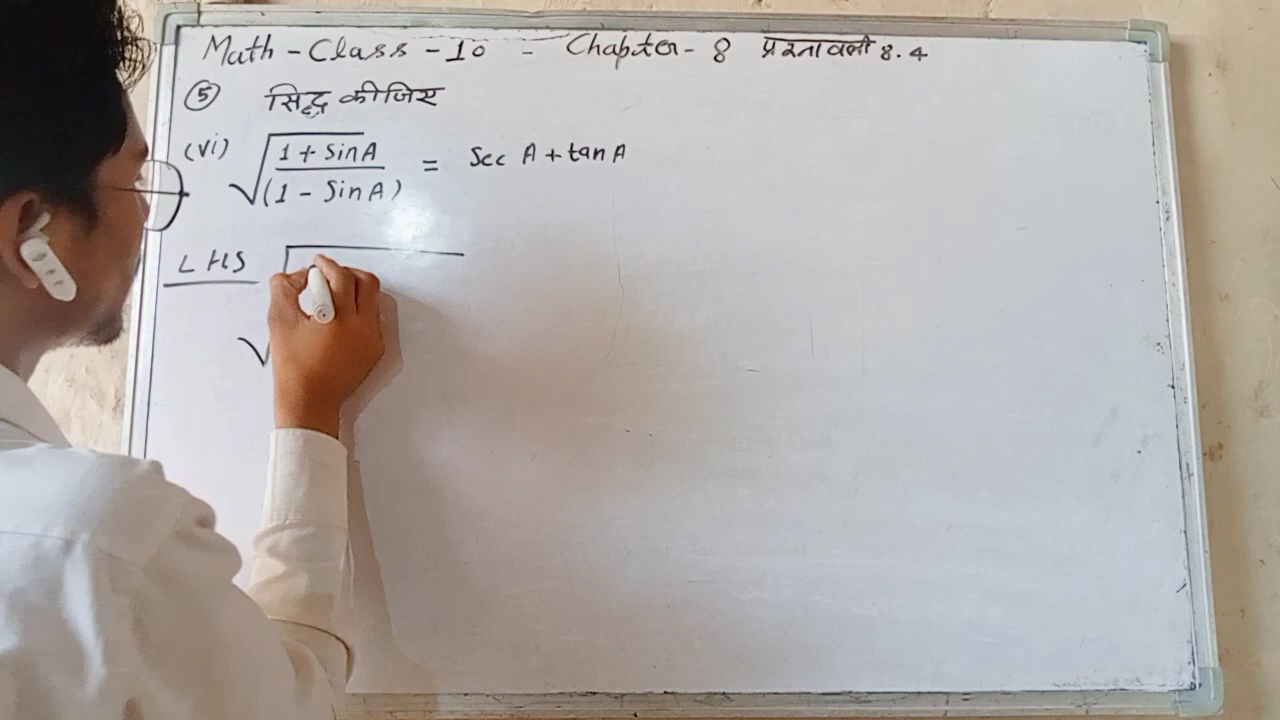 Math - Class - 10 - Chapter - 8 प्रश्नावली 8.4
⑤ सिद्ध कीजिए
(vi) √((1 + sinA)/(1 - sinA)) = Sec A + tan A
LHS √